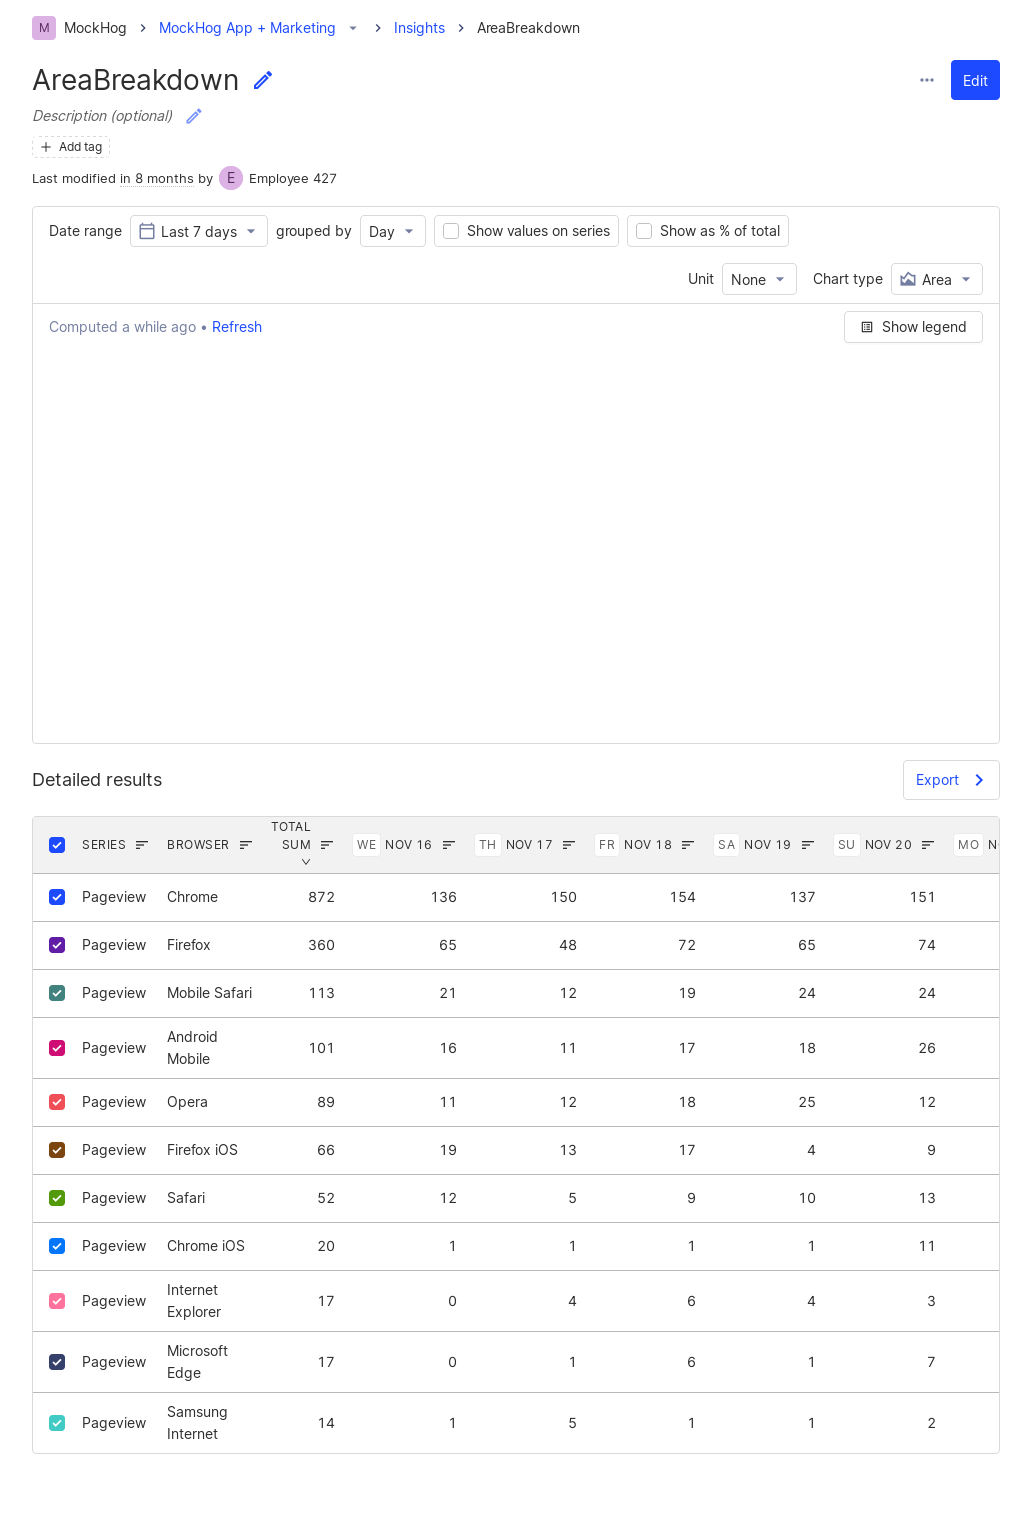 M MockHog MockHog App + Marketing Insights AreaBreakdown
AreaBreakdown Edit
Description (optional)
Add tag
Last modified in 8 months by E Employee 427
Date range Last 7 days grouped by Day Show values on series Show as % of total
Unit None Chart type Area
Computed a while ago • Refresh Show legend
Detailed results Export
SERIES BROWSER TOTAL SUM WE NOV 16 TH NOV 17 FR NOV 18 SA NOV 19 SU NOV 20 MO
Pageview Chrome 872 136 150 154 137 151
Pageview Firefox 360 65 48 72 65 74
Pageview Mobile Safari 113 21 12 19 24 24
Pageview Android Mobile 101 16 11 17 18 26
Pageview Opera 89 11 12 18 25 12
Pageview Firefox iOS 66 19 13 17 4 9
Pageview Safari 52 12 5 9 10 13
Pageview Chrome iOS 20 1 1 1 1 11
Pageview Internet Explorer 17 0 4 6 4 3
Pageview Microsoft Edge 17 0 1 6 1 7
Pageview Samsung Internet 14 1 5 1 1 2